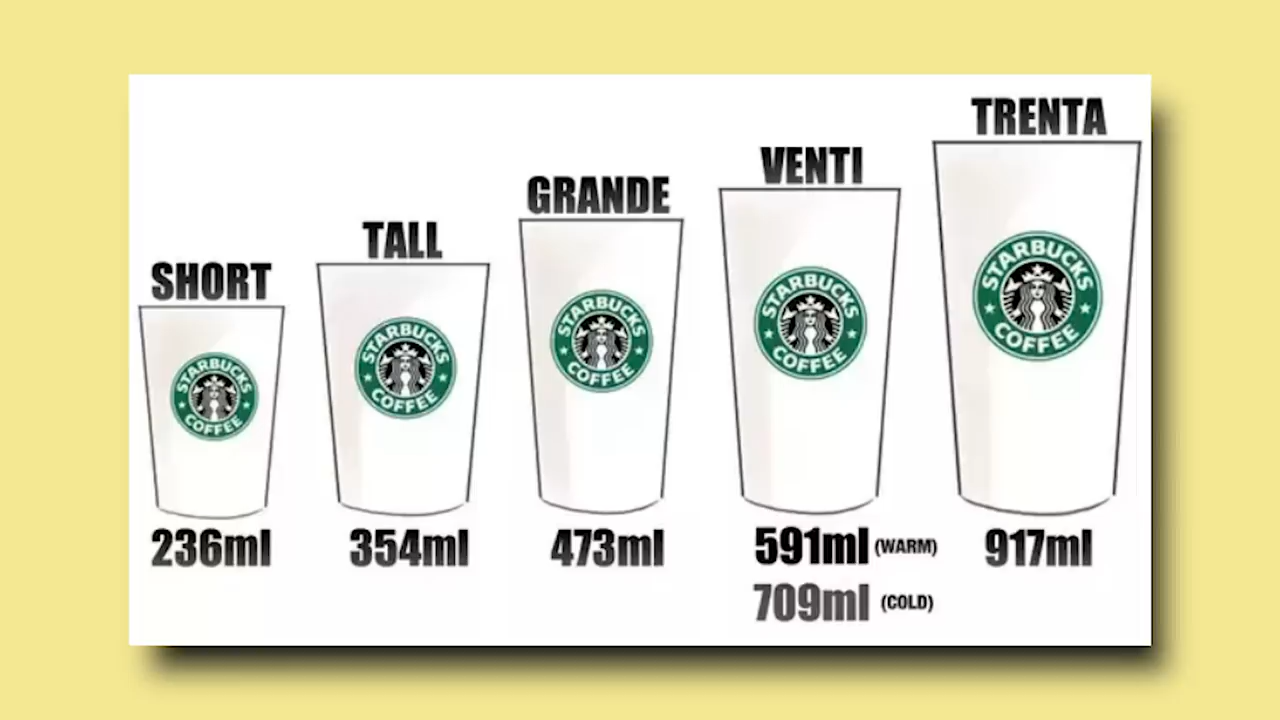 SHORT
TALL
GRANDE
VENTI
TRENTA
STARBUCKS
COFFEE
STARBUCKS
COFFEE
STARBUCKS
COFFEE
STARBUCKS
COFFEE
STARBUCKS
COFFEE
236ml
354ml
473ml
591ml (WARM)
709ml (COLD)
917ml